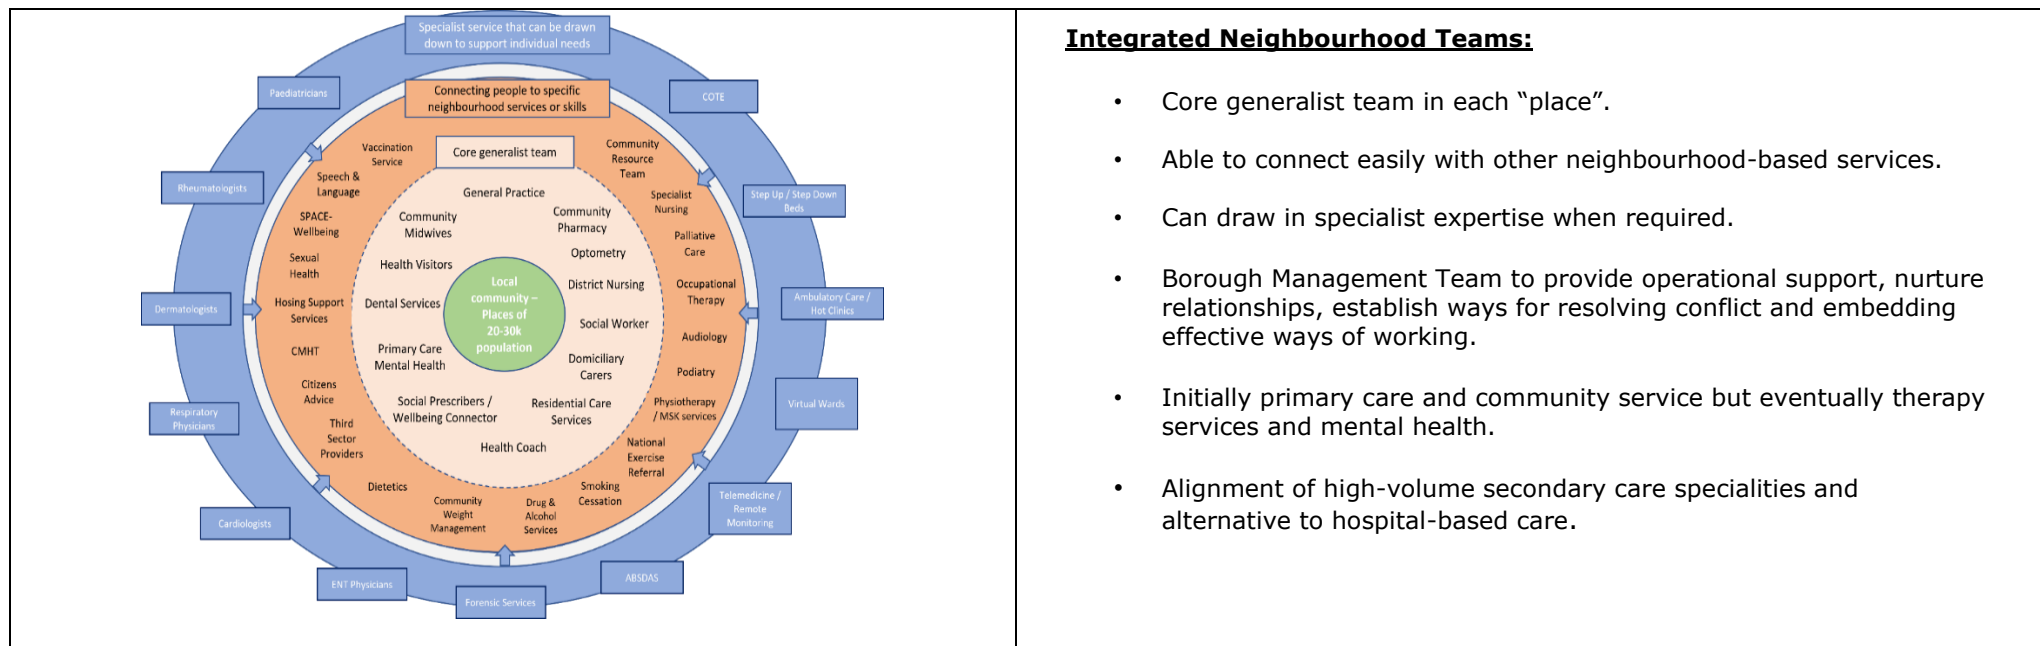 Specialist service that can be drawn
down to support individual needs
Paediatricians
COTE
Rheumatologists
Step Up / Step Down
Beds
Dermatologists
Ambulatory Care /
Hot Clinics
Respiratory
Physicians
Virtual Wards
Cardiologists
Telemedicine /
Remote
Monitoring
ENT Physicians
Forensic Services
ABSDAS
Connecting people to specific
neighbourhood services or skills
Vaccination
Service
Speech &
Language
SPACE-
Wellbeing
Sexual
Health
Hosing Support
Services
CMHT
Citizens
Advice
Third
Sector
Providers
Dietetics
Community
Weight
Management
Drug &
Alcohol
Services
Smoking
Cessation
National
Exercise
Referral
Physiotherapy
/ MSK services
Podiatry
Audiology
Occupational
Therapy
Palliative
Care
Specialist
Nursing
Community
Resource
Team
Core generalist team
General Practice
Community
Midwives
Community
Pharmacy
Health Visitors
Optometry
Dental Services
District Nursing
Social Worker
Primary Care
Mental Health
Domiciliary
Carers
Social Prescribers /
Wellbeing Connector
Residential Care
Services
Health Coach
Local
community –
Places of
20-30k
population
Integrated Neighbourhood Teams:
• Core generalist team in each “place”.
• Able to connect easily with other neighbourhood-based services.
• Can draw in specialist expertise when required.
• Borough Management Team to provide operational support, nurture
relationships, establish ways for resolving conflict and embedding
effective ways of working.
• Initially primary care and community service but eventually therapy
services and mental health.
• Alignment of high-volume secondary care specialities and
alternative to hospital-based care.